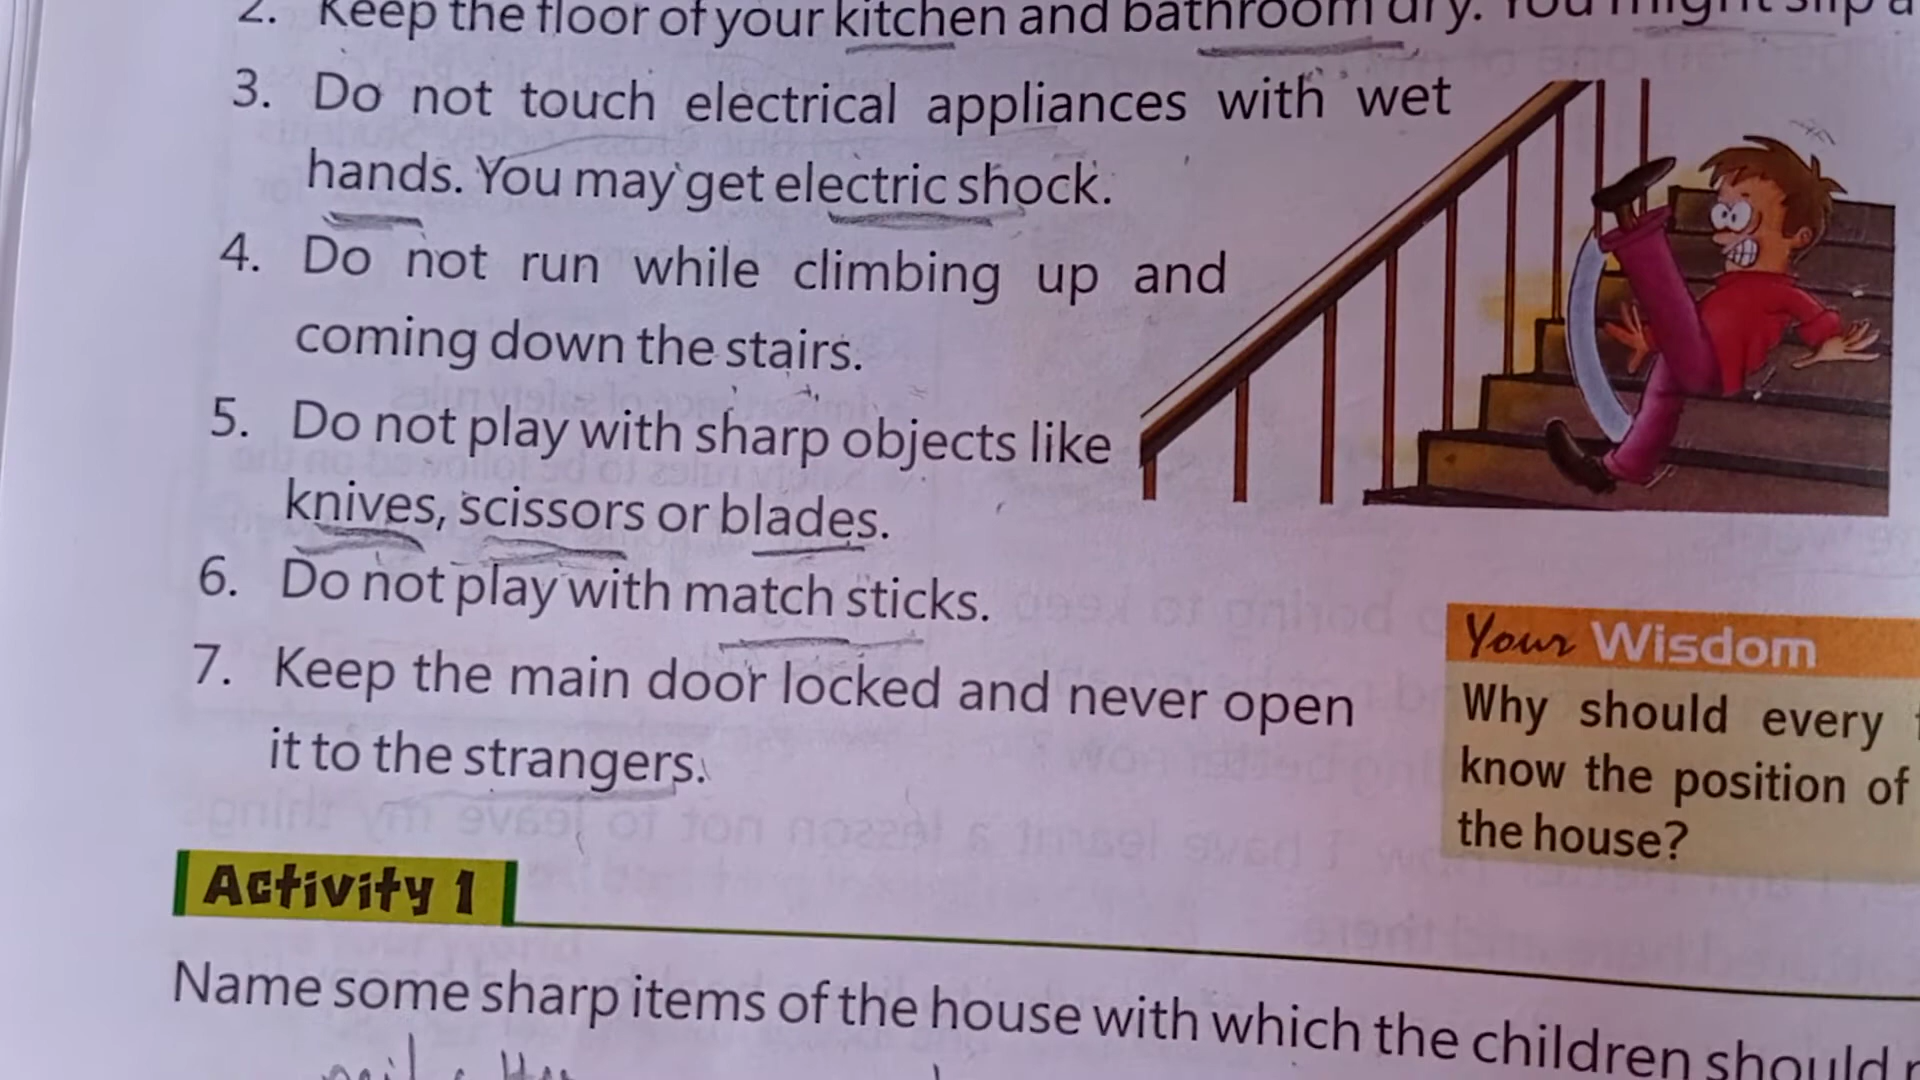 2. Keep the floor of your kitchen and bathroom dry. You might slip
3. Do not touch electrical appliances with wet
hands. You may get electric shock.
4. Do not run while climbing up and
coming down the stairs.
5. Do not play with sharp objects like
knives, scissors or blades.
6. Do not play with match sticks.
7. Keep the main door locked and never open
it to the strangers.
Your Wisdom
Why should every
know the position of
the house?
Activity 1
Name some sharp items of the house with which the children should